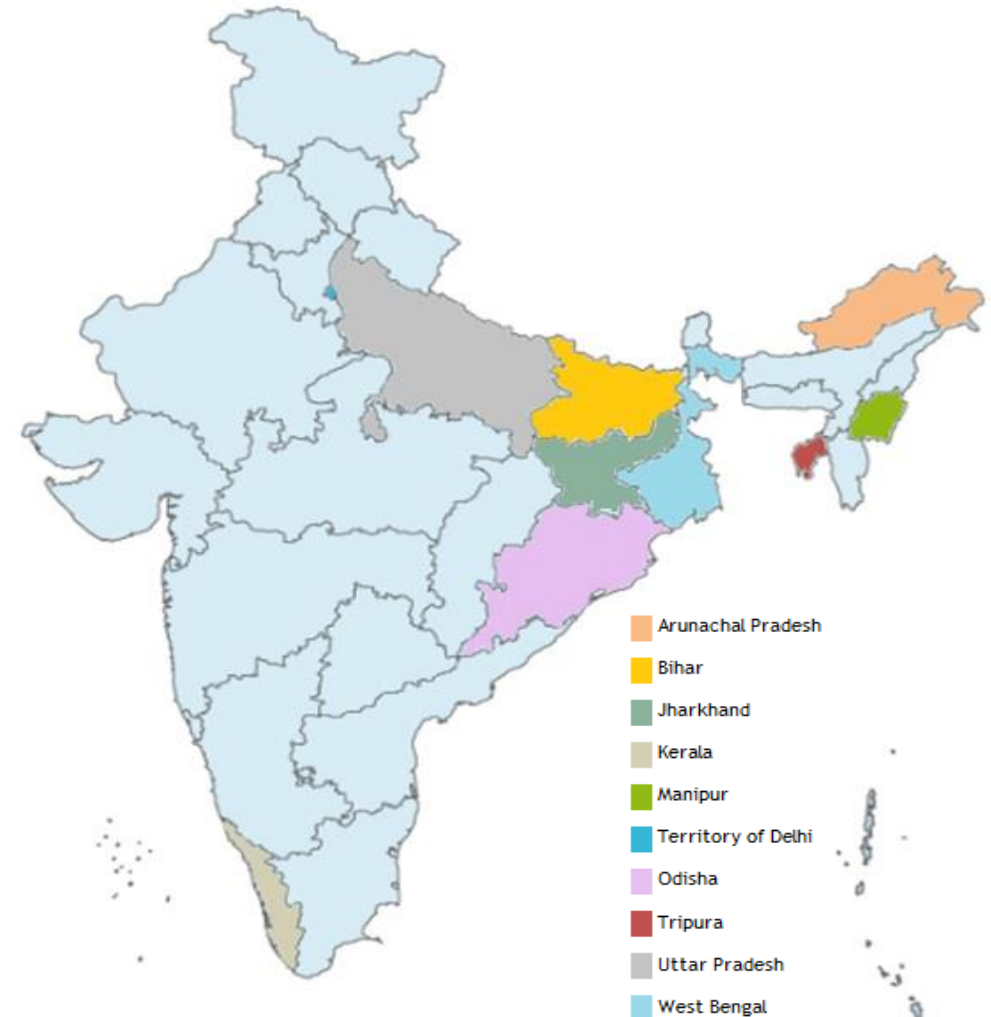 Arunachal Pradesh
Bihar
Jharkhand
Kerala
Manipur
Territory of Delhi
Odisha
Tripura
Uttar Pradesh
West Bengal